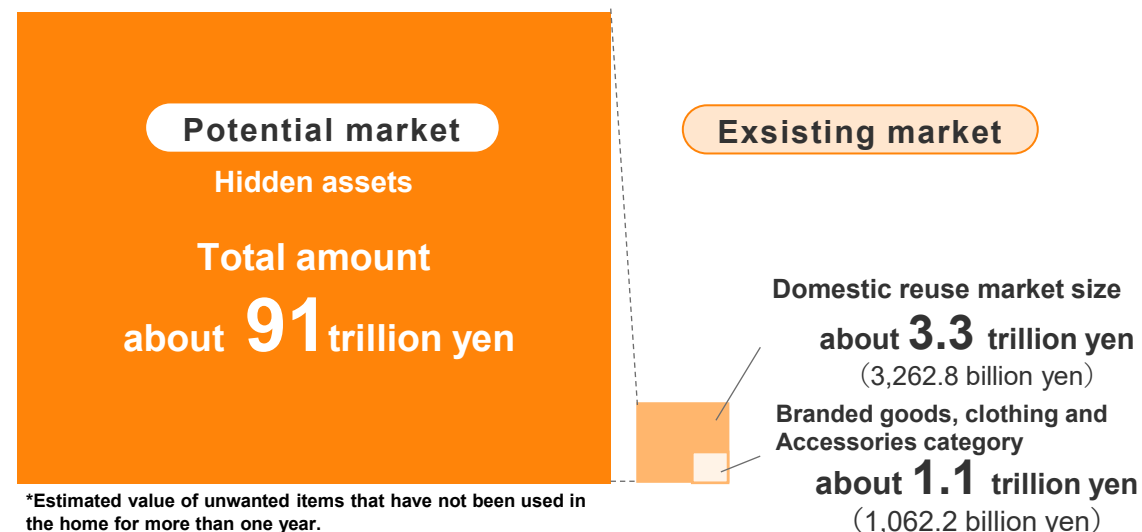 Potential market
Hidden assets
Total amount
about 91 trillion yen
*Estimated value of unwanted items that have not been used in
the home for more than one year.
Exsisting market
Domestic reuse market size
about 3.3 trillion yen
（3,262.8 billion yen）
Branded goods, clothing and
Accessories category
about 1.1 trillion yen
（1,062.2 billion yen）